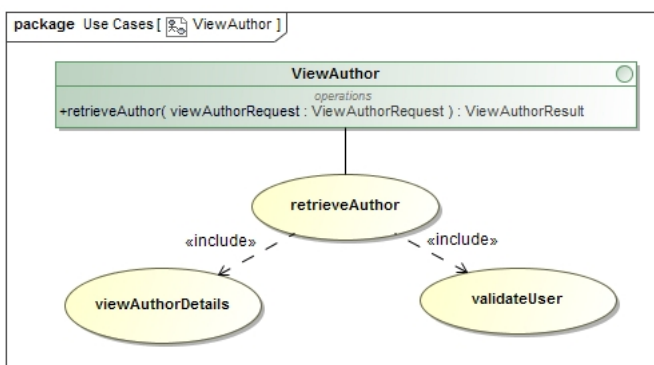 package Use Cases [ ViewAuthor ]
ViewAuthor
operations
+retrieveAuthor( viewAuthorRequest : ViewAuthorRequest ) : ViewAuthorResult
retrieveAuthor
«include» «include»
viewAuthorDetails validateUser